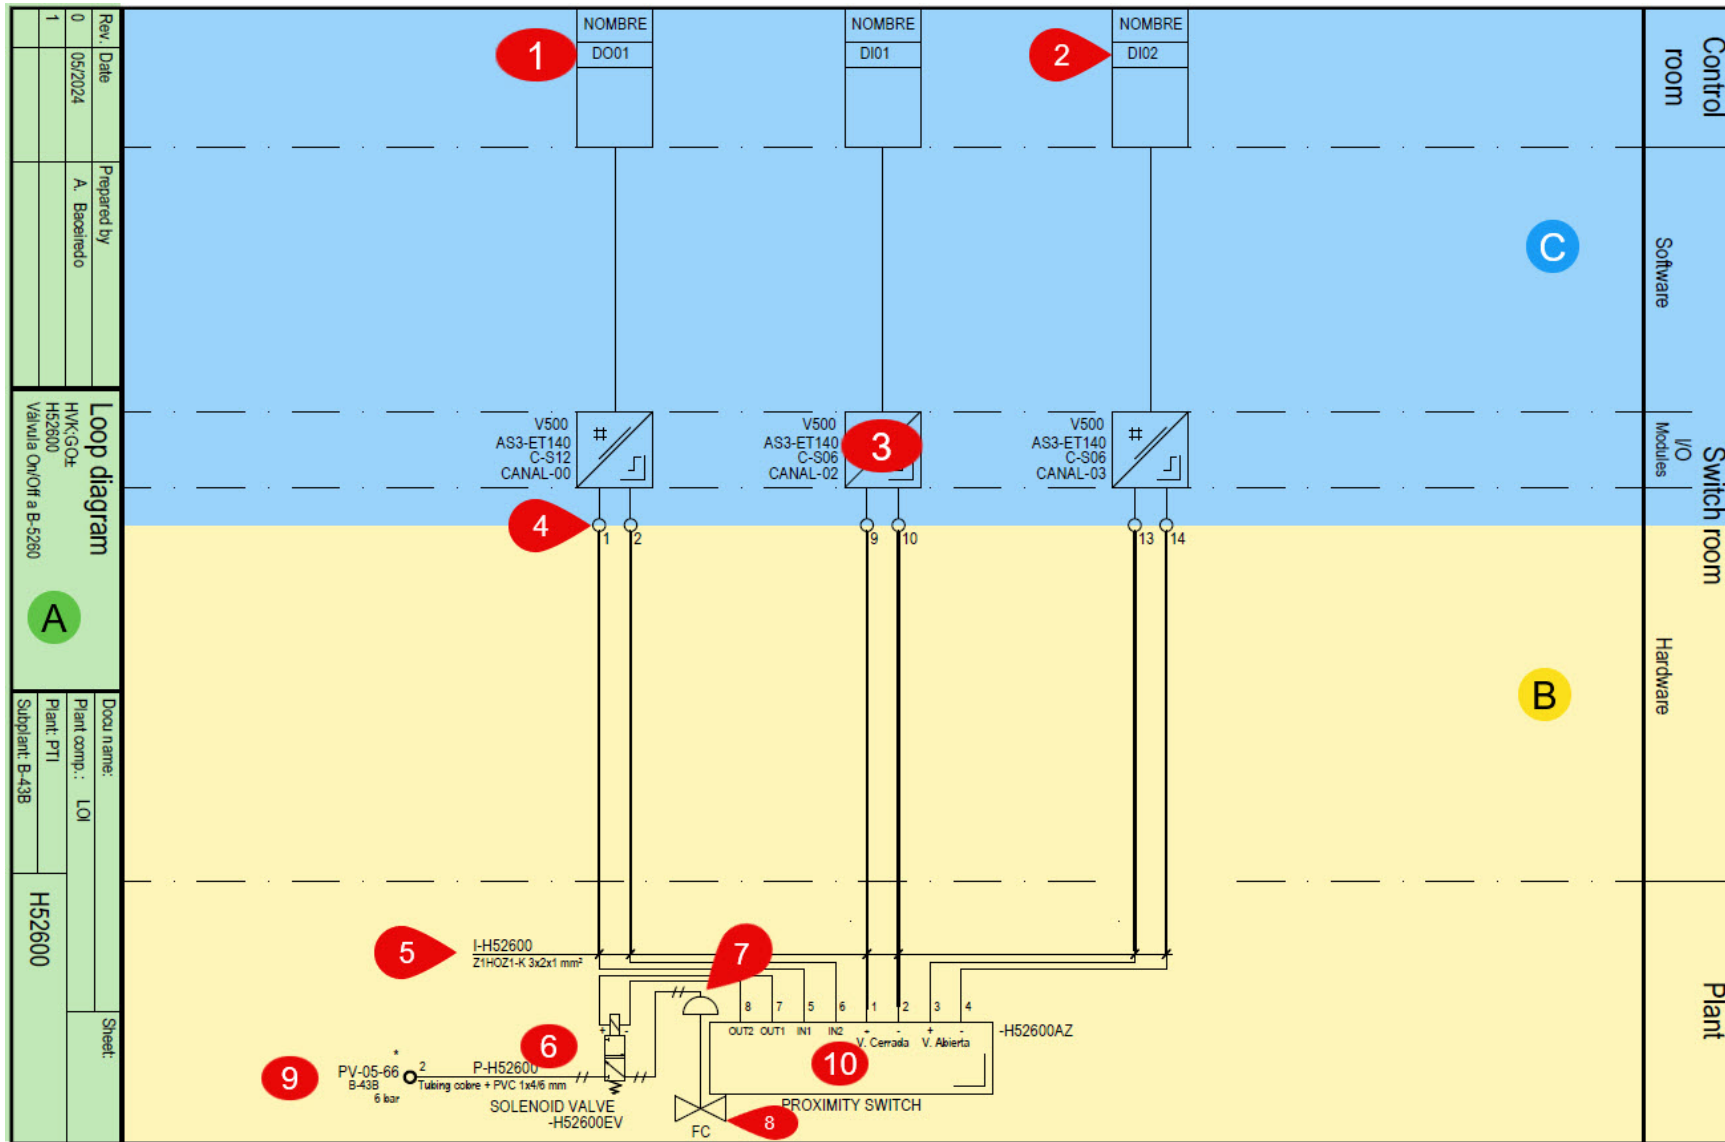 NOMBRE
DO01
NOMBRE
DI01
NOMBRE
DI02
1
2
Control
room
Software
C
V500
AS3-ET140
C-S12
CANAL-00
V500
AS3-ET140
C-S06
CANAL-02
3
V500
AS3-ET140
C-S06
CANAL-03
#
#
I/O
Modules
Switch room
4
1
2
9
10
13
14
Hardware
B
Plant
5
I-H52600
Z1HOZ1-K 3x2x1 mm²
7
8
7
5
6
1
2
3
4
OUT2
OUT1
IN1
IN2
+
-
+
-
V. Cerrada
V. Abierta
-H52600AZ
10
PROXIMITY SWITCH
+
-
6
9
*
PV-05-66
B-43B
6 bar
2
P-H52600
Tubing cobre + PVC 1x4/6 mm
SOLENOID VALVE
-H52600EV
FC
8
Rev.
Date
Prepared by
0
05/2024
A. Baoeiredo
1
Loop diagram
HVK;GO±
H52600
Válvula On/Off a B-5260
A
Docu name:
Plant comp.: LOI
Plant: PTI
Subplant: B-43B
Sheet:
H52600